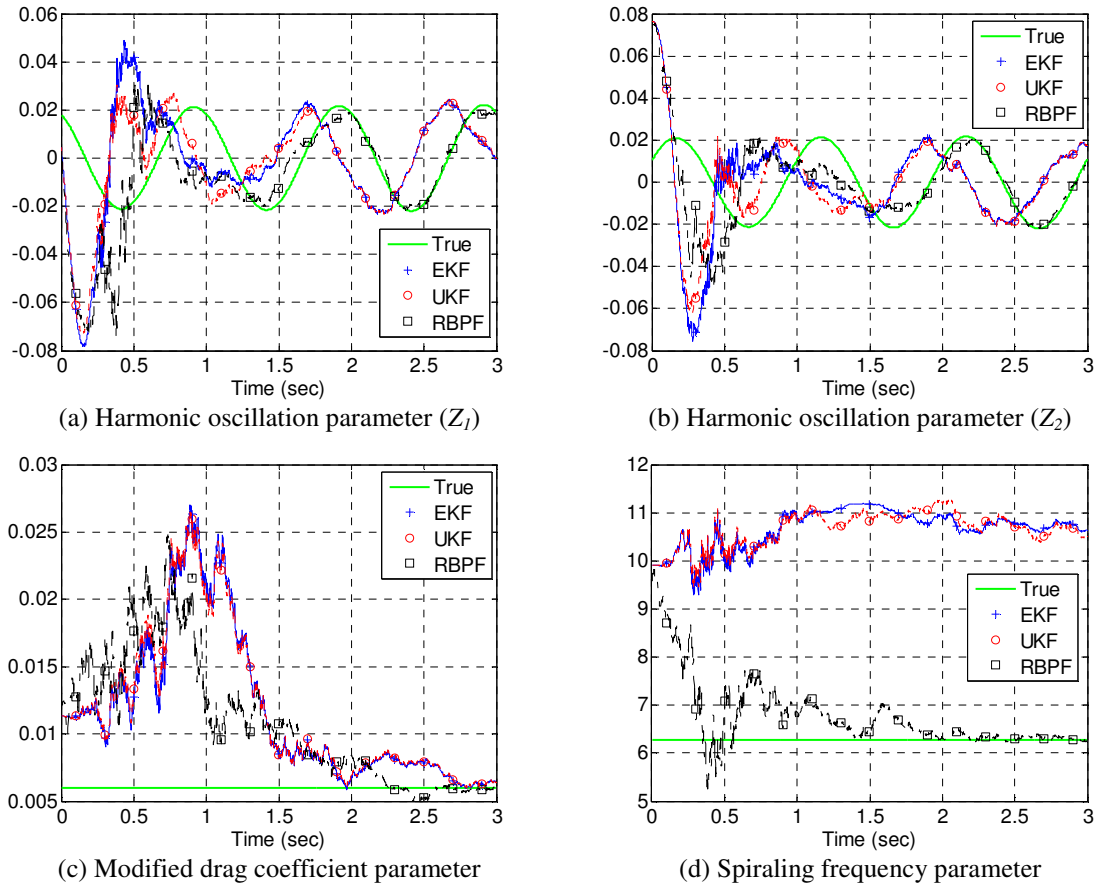 0.06
0.04
0.02
0
-0.02
-0.04
-0.06
-0.08
0 0.5 1 1.5 2 2.5 3
Time (sec)
True
EKF
UKF
RBPF
(a) Harmonic oscillation parameter (Z1)
0.08
0.06
0.04
0.02
0
-0.02
-0.04
-0.06
-0.08
0 0.5 1 1.5 2 2.5 3
Time (sec)
True
EKF
UKF
RBPF
(b) Harmonic oscillation parameter (Z2)
0.03
0.025
0.02
0.015
0.01
0.005
0 0.5 1 1.5 2 2.5 3
Time (sec)
True
EKF
UKF
RBPF
(c) Modified drag coefficient parameter
12
11
10
9
8
7
6
5
0 0.5 1 1.5 2 2.5 3
Time (sec)
True
EKF
UKF
RBPF
(d) Spiraling frequency parameter